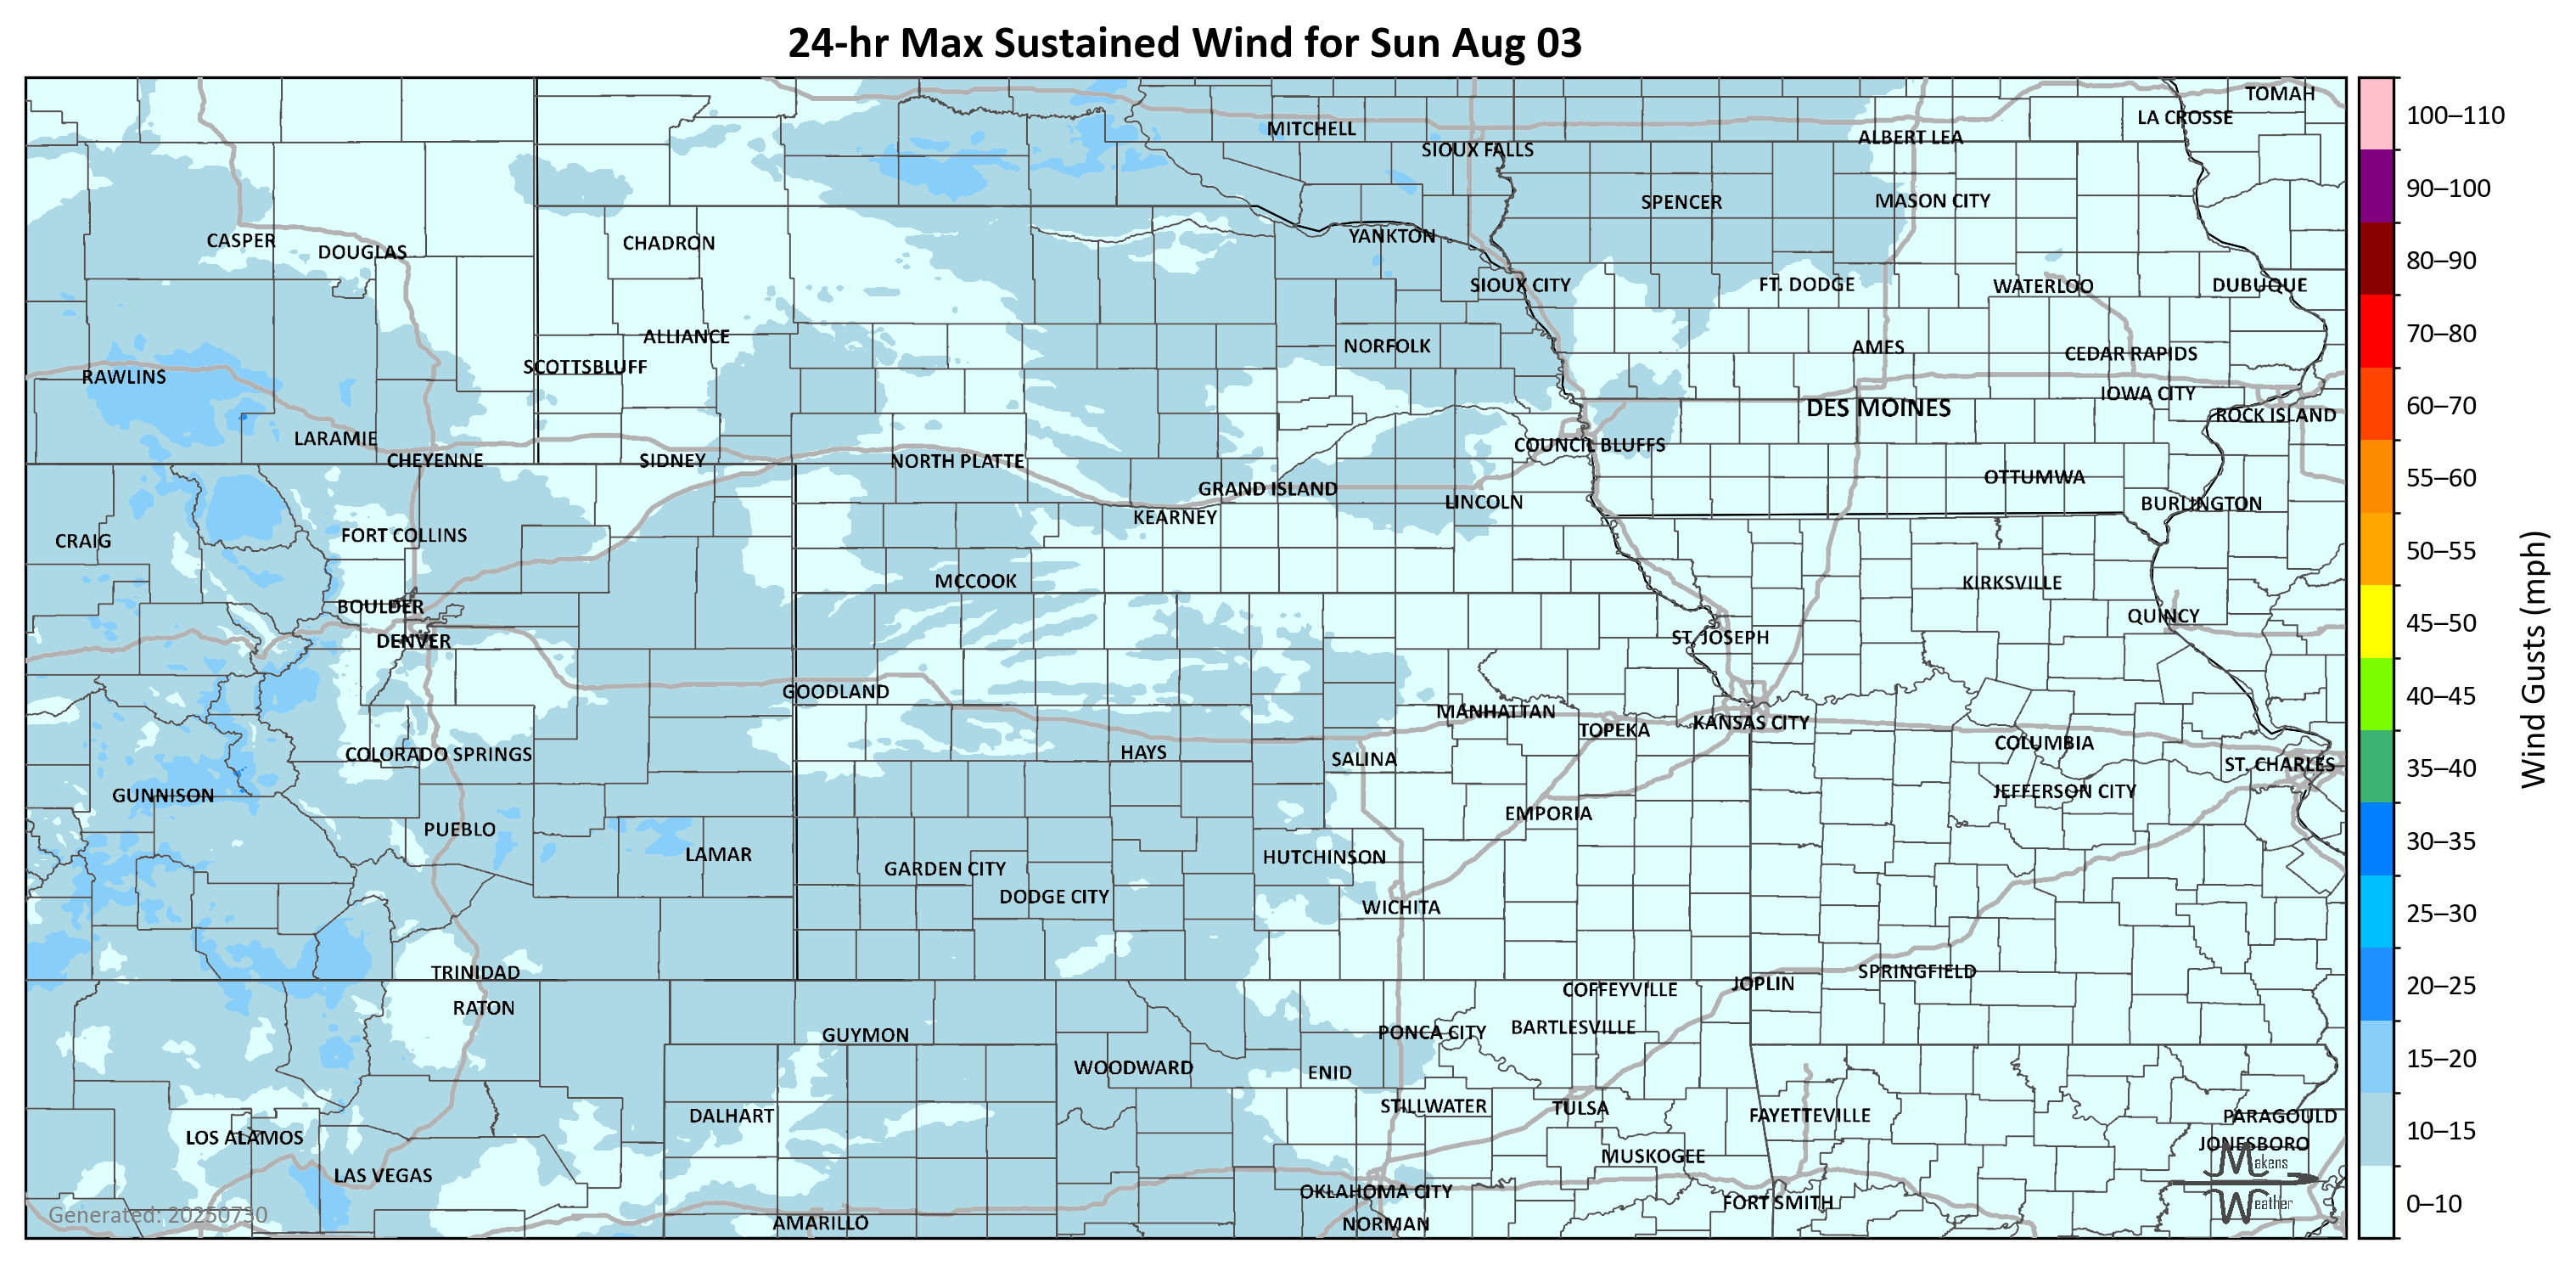 24-hr Max Sustained Wind for Sun Aug 03
TOMAH
LA CROSSE
MITCHELL
ALBERT LEA
SIOUX FALLS
SPENCER
MASON CITY
YANKTON
CASPER
CHADRON
DOUGLAS
SIOUX CITY
FT. DODGE
WATERLOO
DUBUQUE
ALLIANCE
NORFOLK
AMES
CEDAR RAPIDS
SCOTTSBLUFF
RAWLINS
IOWA CITY
DES MOINES
ROCK ISLAND
LARAMIE
COUNCIL BLUFFS
CHEYENNE
SIDNEY
NORTH PLATTE
OTTUMWA
GRAND ISLAND
LINCOLN
BURLINGTON
KEARNEY
FORT COLLINS
CRAIG
MCCOOK
KIRKSVILLE
BOULDER
QUINCY
DENVER
ST. JOSEPH
GOODLAND
MANHATTAN
KANSAS CITY
TOPEKA
COLUMBIA
COLORADO SPRINGS
HAYS
SALINA
ST. CHARLES
GUNNISON
JEFFERSON CITY
EMPORIA
PUEBLO
LAMAR
HUTCHINSON
GARDEN CITY
DODGE CITY
WICHITA
TRINIDAD
SPRINGFIELD
JOPLIN
COFFEYVILLE
RATON
BARTLESVILLE
PONCA CITY
GUYMON
WOODWARD
ENID
STILLWATER
TULSA
DALHART
FAYETTEVILLE
PARAGOULD
LOS ALAMOS
JONESBORO
MUSKOGEE
Makens
LAS VEGAS
OKLAHOMA CITY
FORT SMITH
Weather
Generated: 20250730
AMARILLO
NORMAN
100–110
90–100
80–90
70–80
60–70
55–60
50–55
45–50
40–45
35–40
30–35
25–30
20–25
15–20
10–15
0–10
Wind Gusts (mph)